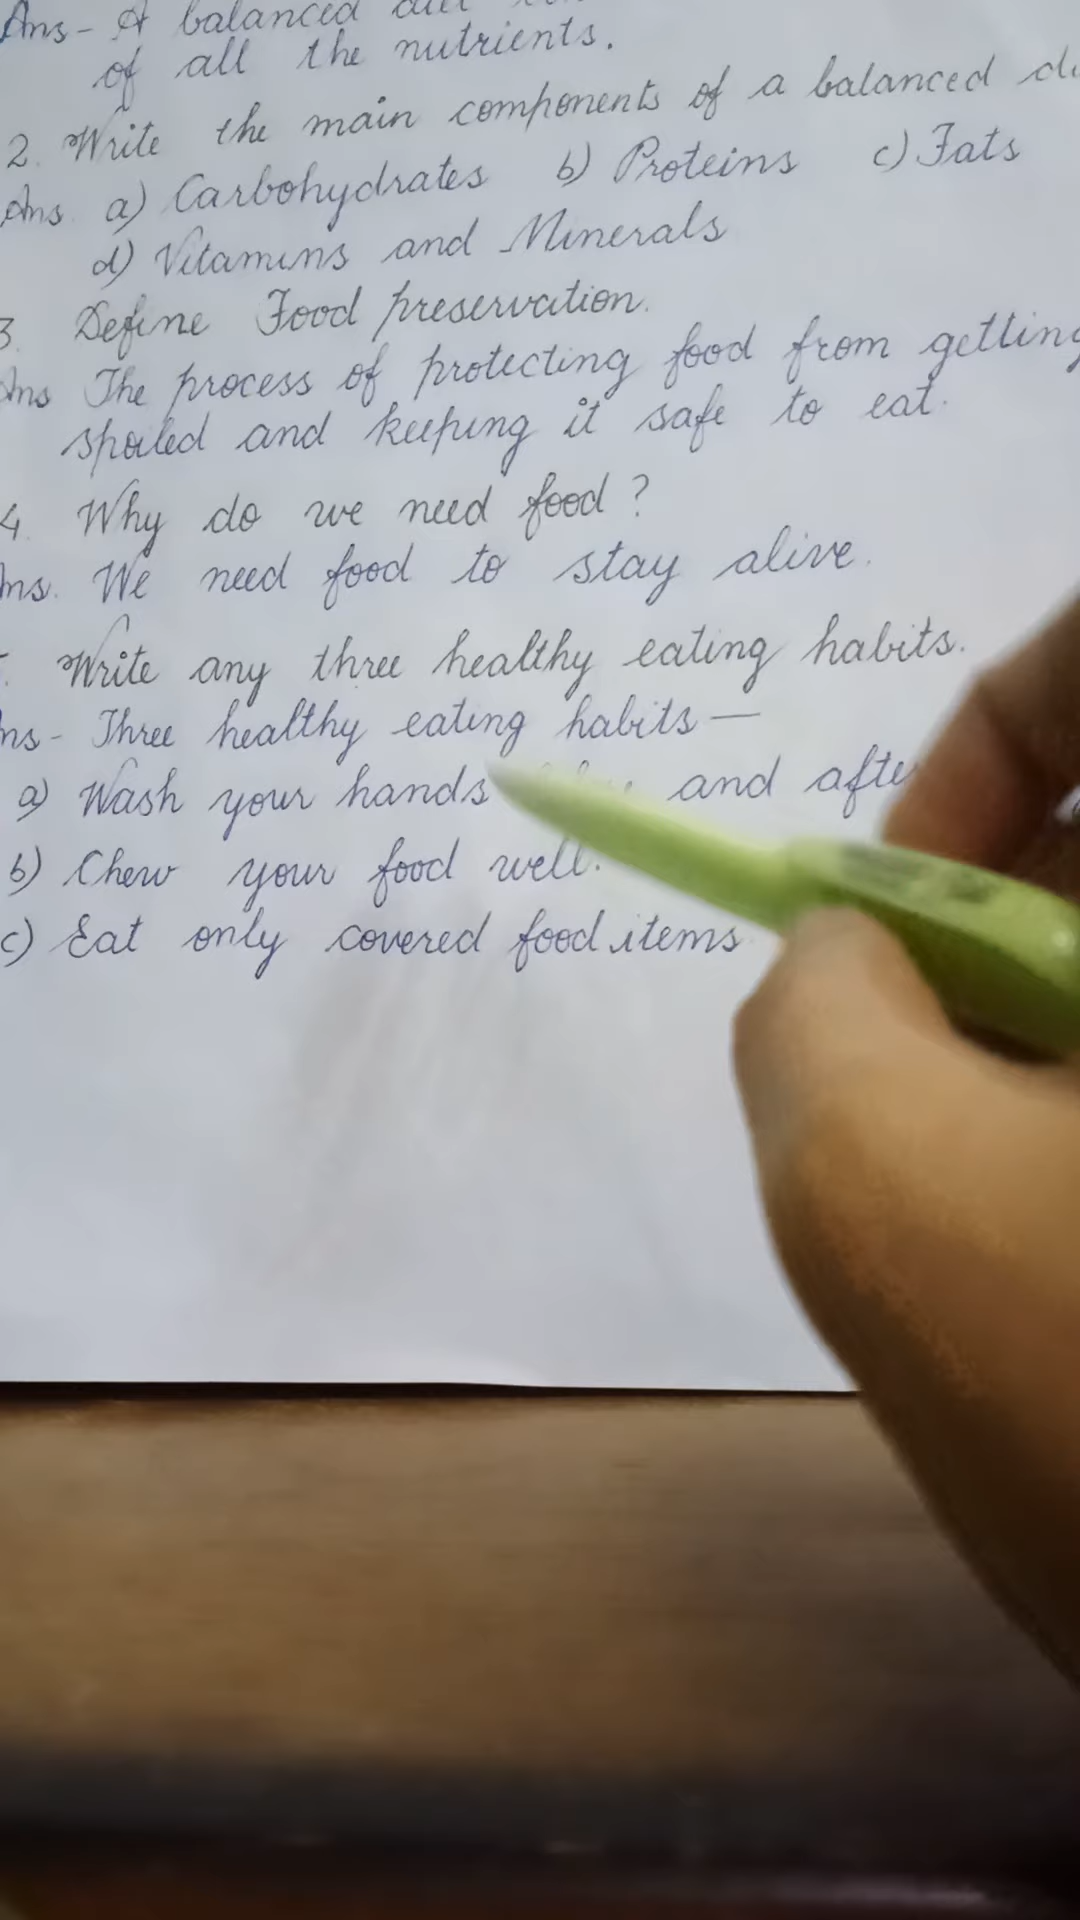 Ans - A balanced diet
of all the nutrients.
2. Write the main components of a balanced
Ans. a) Carbohydrates b) Proteins c) Fats
d) Vitamins and Minerals
3. Define Food preservation.
Ans The process of protecting food from getting
spoiled and keeping it safe to eat.
4. Why do we need food?
Ans. We need food to stay alive.
Write any three healthy eating habits.
Ans - Three healthy eating habits —
a) Wash your hands and after
b) Chew your food well.
c) Eat only covered food items